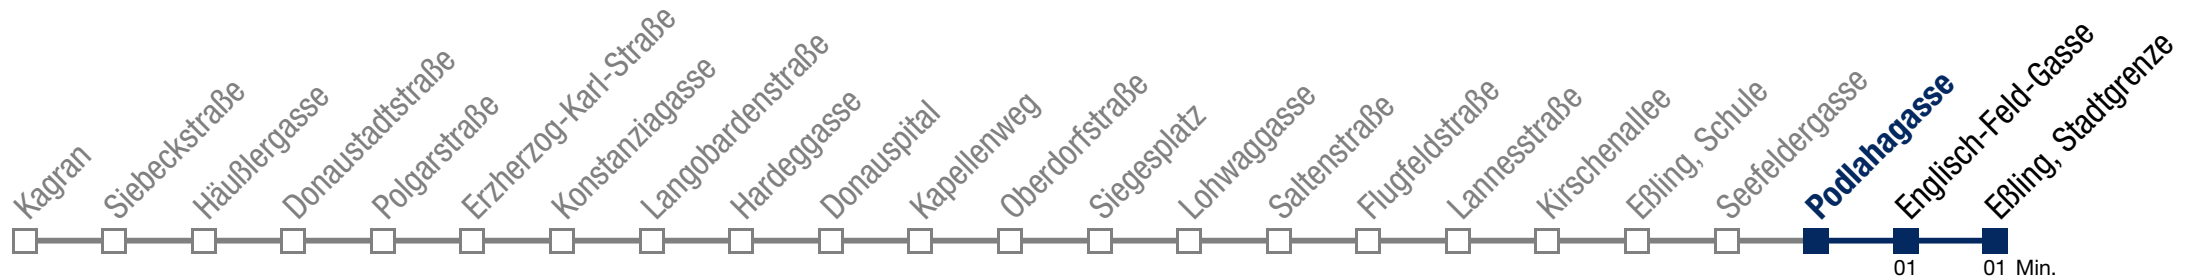 Kagran
Siebeckstraße
Häußlergasse
Donaustadtstraße
Polgarstraße
Erzherzog-Karl-Straße
Konstanziagasse
Langobardenstraße
Hardeggasse
Donauspital
Kapellenweg
Oberdorfstraße
Siegesplatz
Lohwaggasse
Saltenstraße
Flugfeldstraße
Lannesstraße
Kirschenallee
Eßling, Schule
Seefeldergasse
Podlahagasse
Englisch-Feld-Gasse
Eßling, Stadtgrenze
01 01 Min.